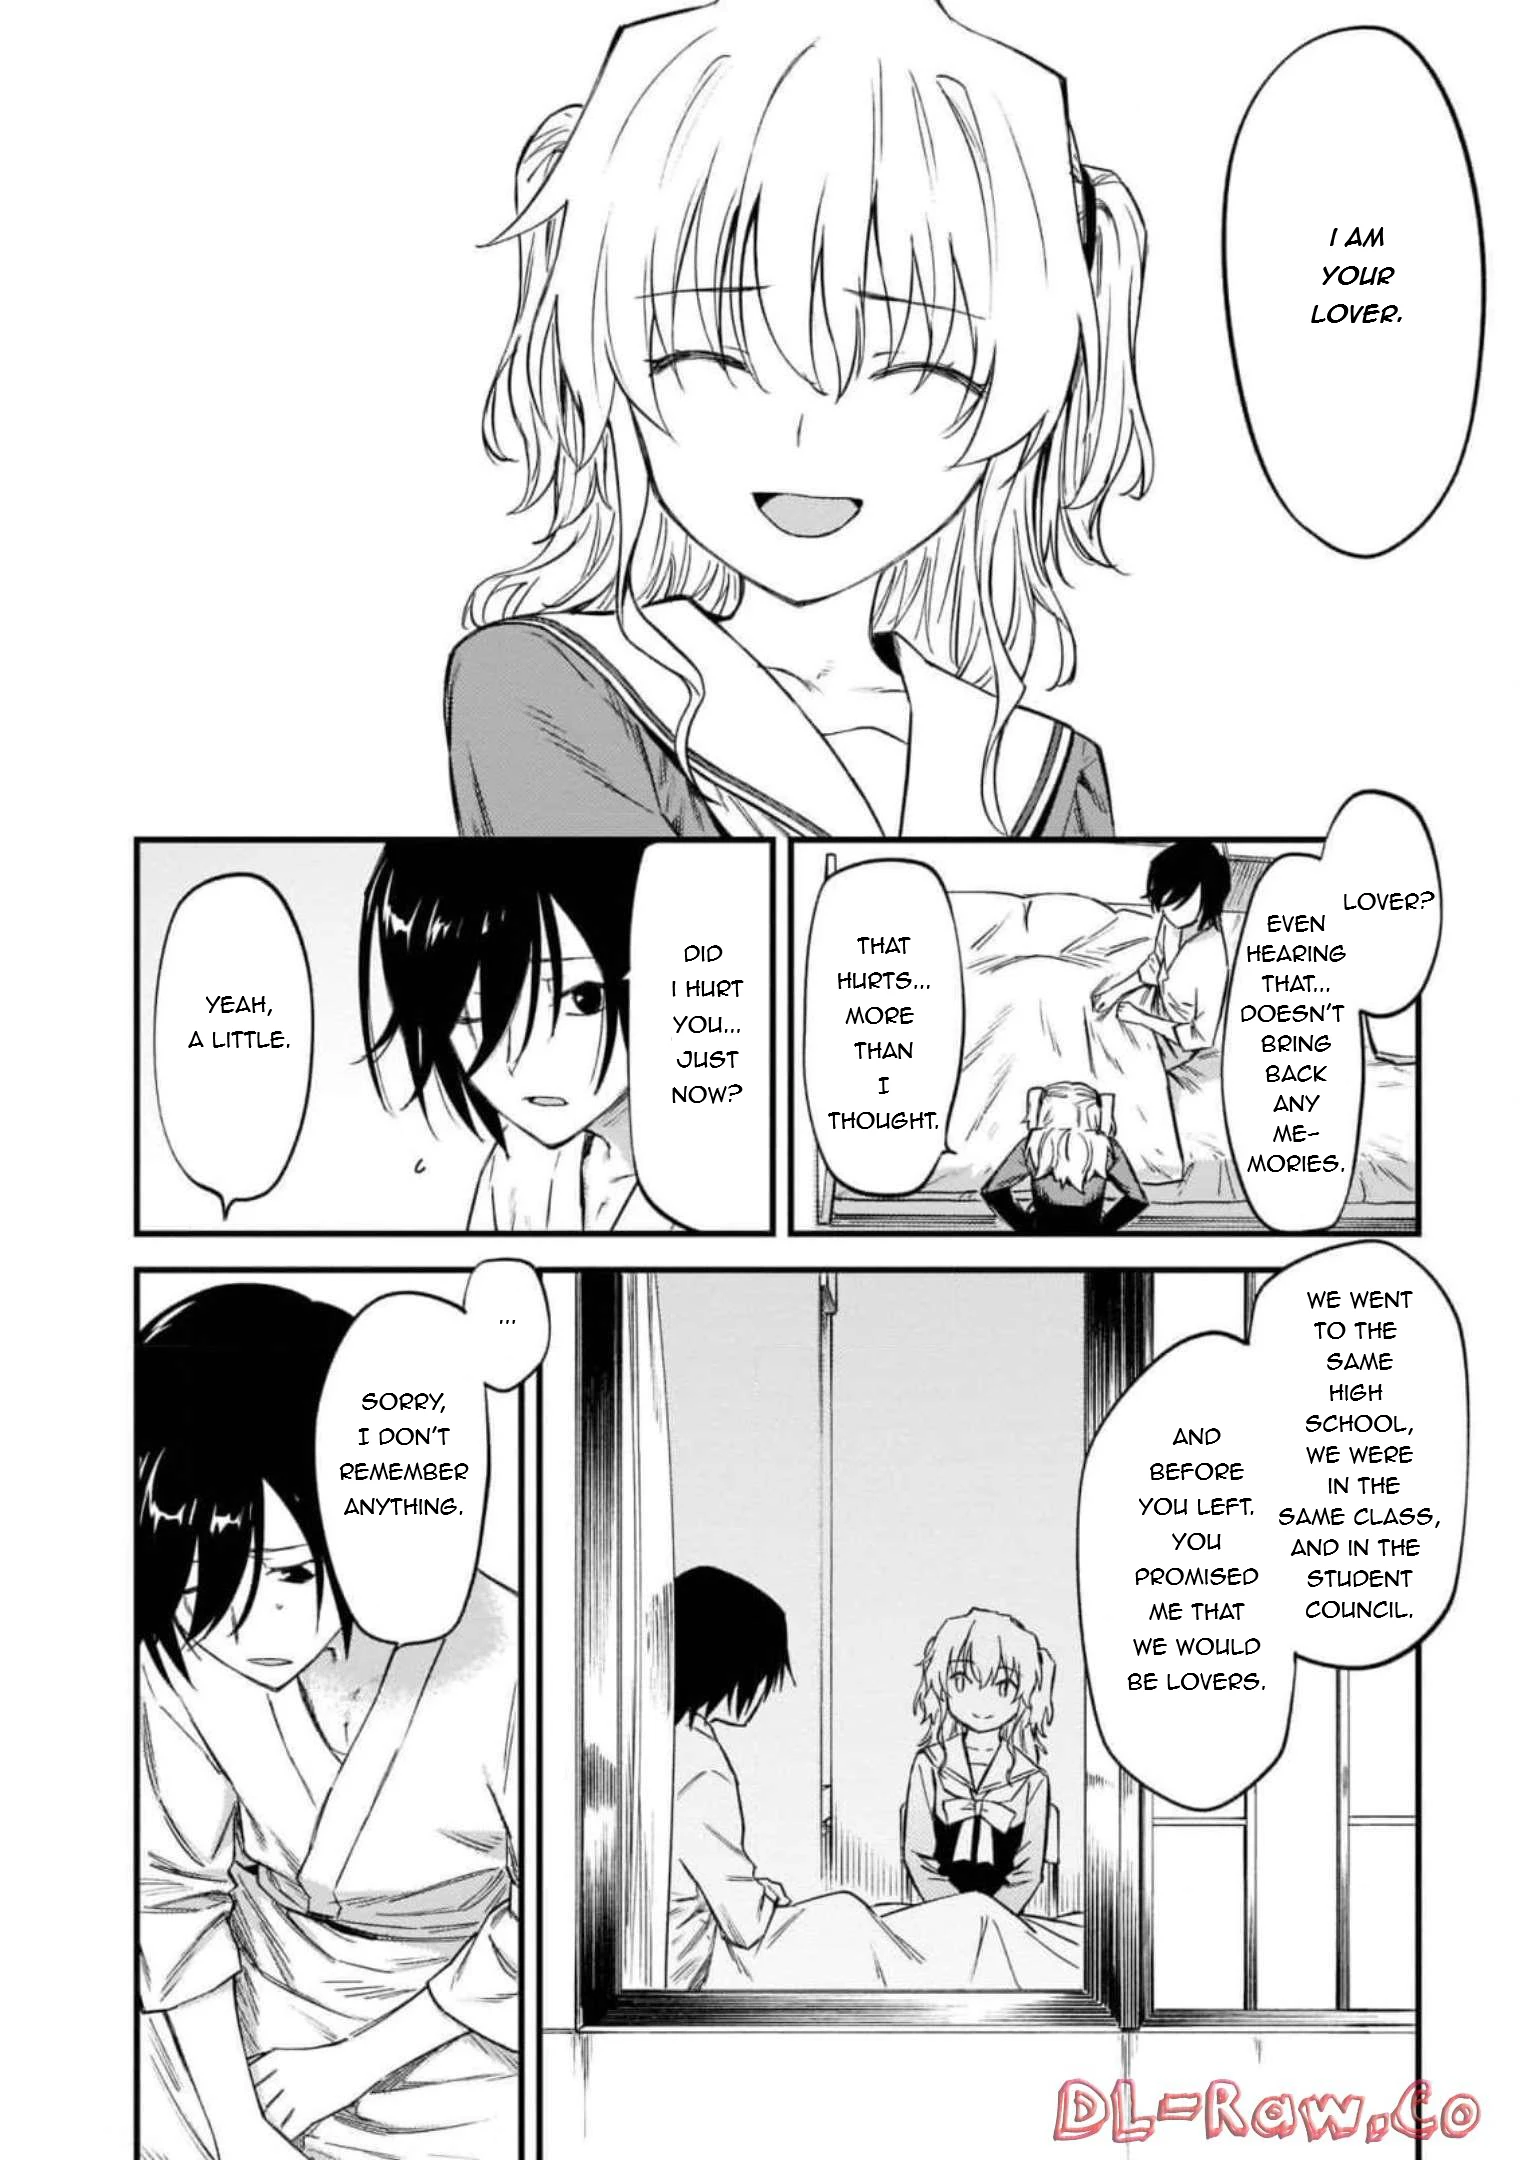 I AM
YOUR
LOVER.
LOVER?
EVEN
HEARING
THAT...
DOESN'T
BRING
BACK
ANY
ME-
MORIES.
THAT
HURTS...
MORE
THAN
I
THOUGHT.
DID
I HURT
YOU...
JUST
NOW?
YEAH,
A LITTLE.
WE WENT
TO THE
SAME
HIGH
SCHOOL,
WE WERE
IN THE
SAME CLASS,
AND IN THE
STUDENT
COUNCIL.
AND
BEFORE
YOU LEFT.
YOU
PROMISED
ME THAT
WE WOULD
BE LOVERS.
...
SORRY,
I DON'T
REMEMBER
ANYTHING.
DL-Raw.Co